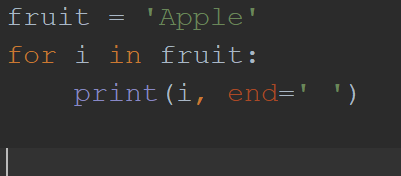 fruit = 'Apple'
for i in fruit:
    print(i, end=' ')